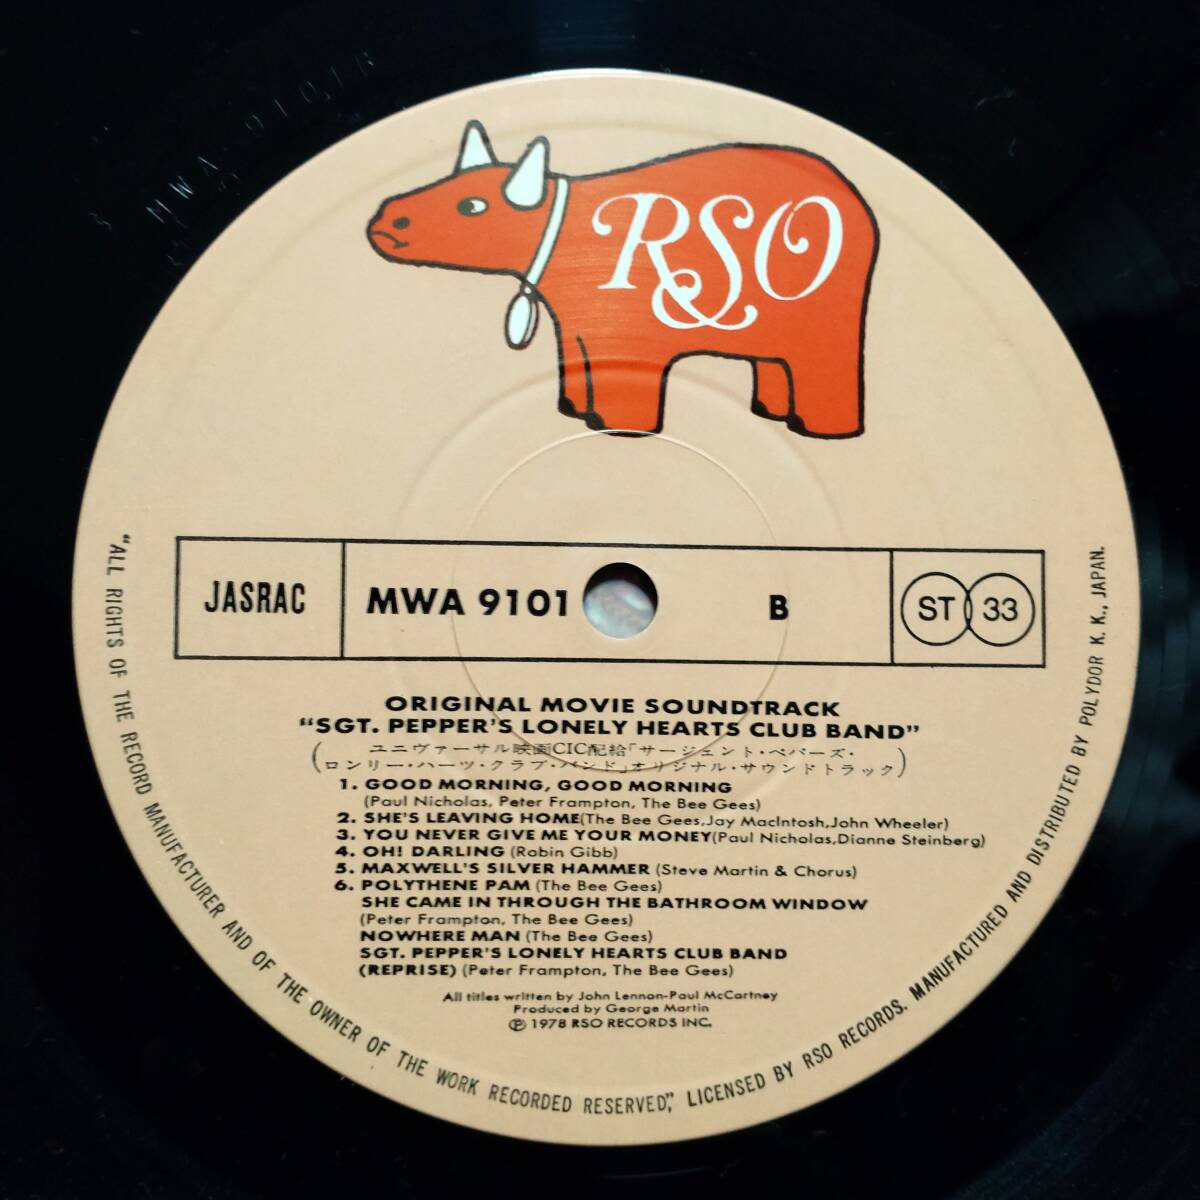 MWA 9101 B
RSO
JASRAC MWA 9101 B ST 33
ORIGINAL MOVIE SOUNDTRACK
"SGT. PEPPER'S LONELY HEARTS CLUB BAND"
(ユニヴァーサル映画CIC配給「サージェント・ペパーズ・
ロンリー・ハーツ・クラブ・バンド」オリジナル・サウンドトラック)
1. GOOD MORNING, GOOD MORNING
(Paul Nicholas, Peter Frampton, The Bee Gees)
2. SHE'S LEAVING HOME(The Bee Gees,Jay MacIntosh,John Wheeler)
3. YOU NEVER GIVE ME YOUR MONEY(Paul Nicholas,Dianne Steinberg)
4. OH! DARLING (Robin Gibb)
5. MAXWELL'S SILVER HAMMER (Steve Martin & Chorus)
6. POLYTHENE PAM (The Bee Gees)
SHE CAME IN THROUGH THE BATHROOM WINDOW
(Peter Frampton, The Bee Gees)
NOWHERE MAN (The Bee Gees)
SGT. PEPPER'S LONELY HEARTS CLUB BAND
(REPRISE) (Peter Frampton, The Bee Gees)
All titles written by John Lennon-Paul McCartney
Produced by George Martin
Ⓟ 1978 RSO RECORDS INC.
"ALL RIGHTS OF THE RECORD MANUFACTURER AND OF THE OWNER OF THE WORK RECORDED RESERVED", LICENSED BY RSO RECORDS. MANUFACTURED AND DISTRIBUTED BY POLYDOR K. K., JAPAN.